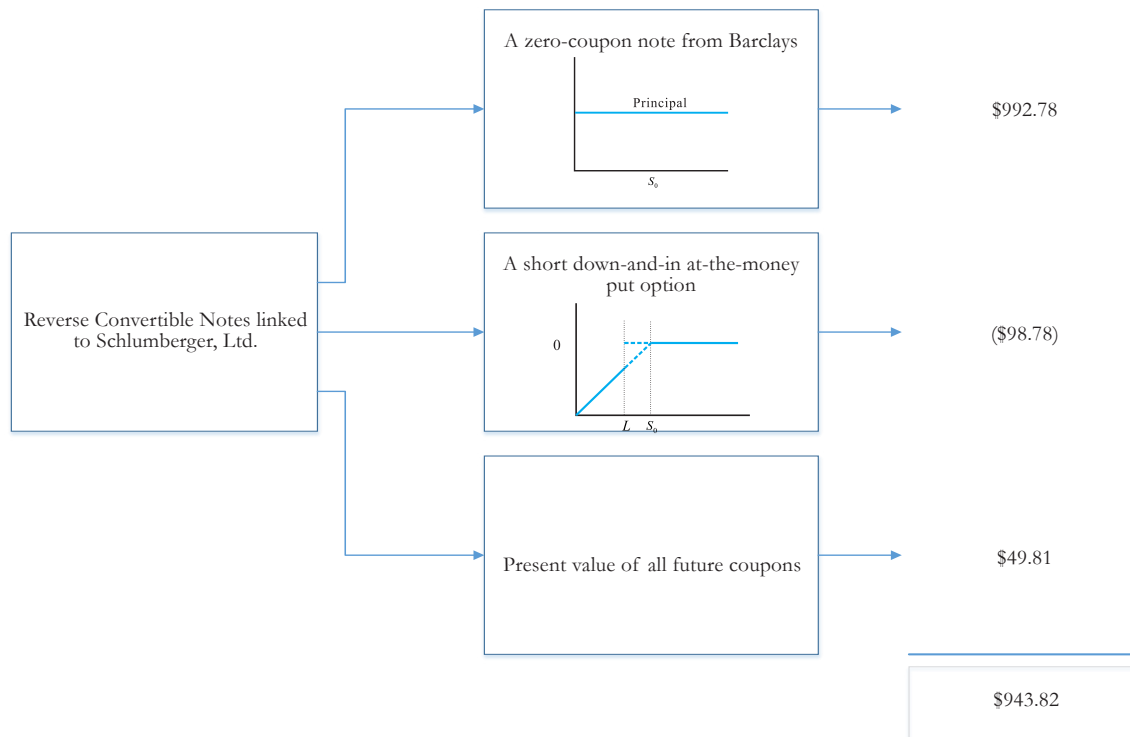 A zero-coupon note from Barclays
Principal
S₀
$992.78
Reverse Convertible Notes linked
to Schlumberger, Ltd.
A short down-and-in at-the-money
put option
0
L S₀
($98.78)
Present value of all future coupons
$49.81
$943.82